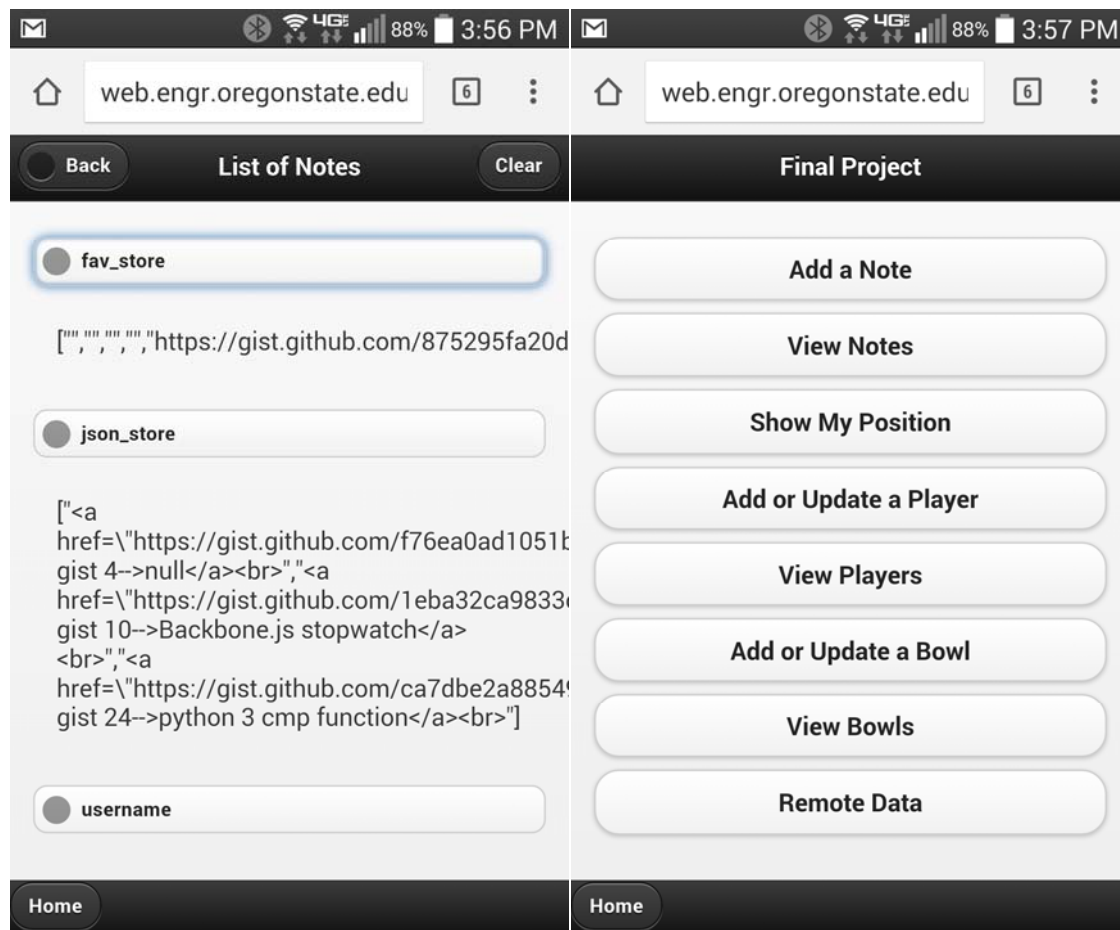 4GE 88% 3:56 PM
web.engr.oregonstate.edu 6
Back List of Notes Clear
fav_store
["","","","","https://gist.github.com/875295fa20d
json_store
["<a
href=\"https://gist.github.com/f76ea0ad1051b
gist 4-->null</a><br>","<a
href=\"https://gist.github.com/1eba32ca9833
gist 10-->Backbone.js stopwatch</a>
<br>","<a
href=\"https://gist.github.com/ca7dbe2a8854
gist 24-->python 3 cmp function</a><br>"]
username
Home
4GE 88% 3:57 PM
web.engr.oregonstate.edu 6
Final Project
Add a Note
View Notes
Show My Position
Add or Update a Player
View Players
Add or Update a Bowl
View Bowls
Remote Data
Home